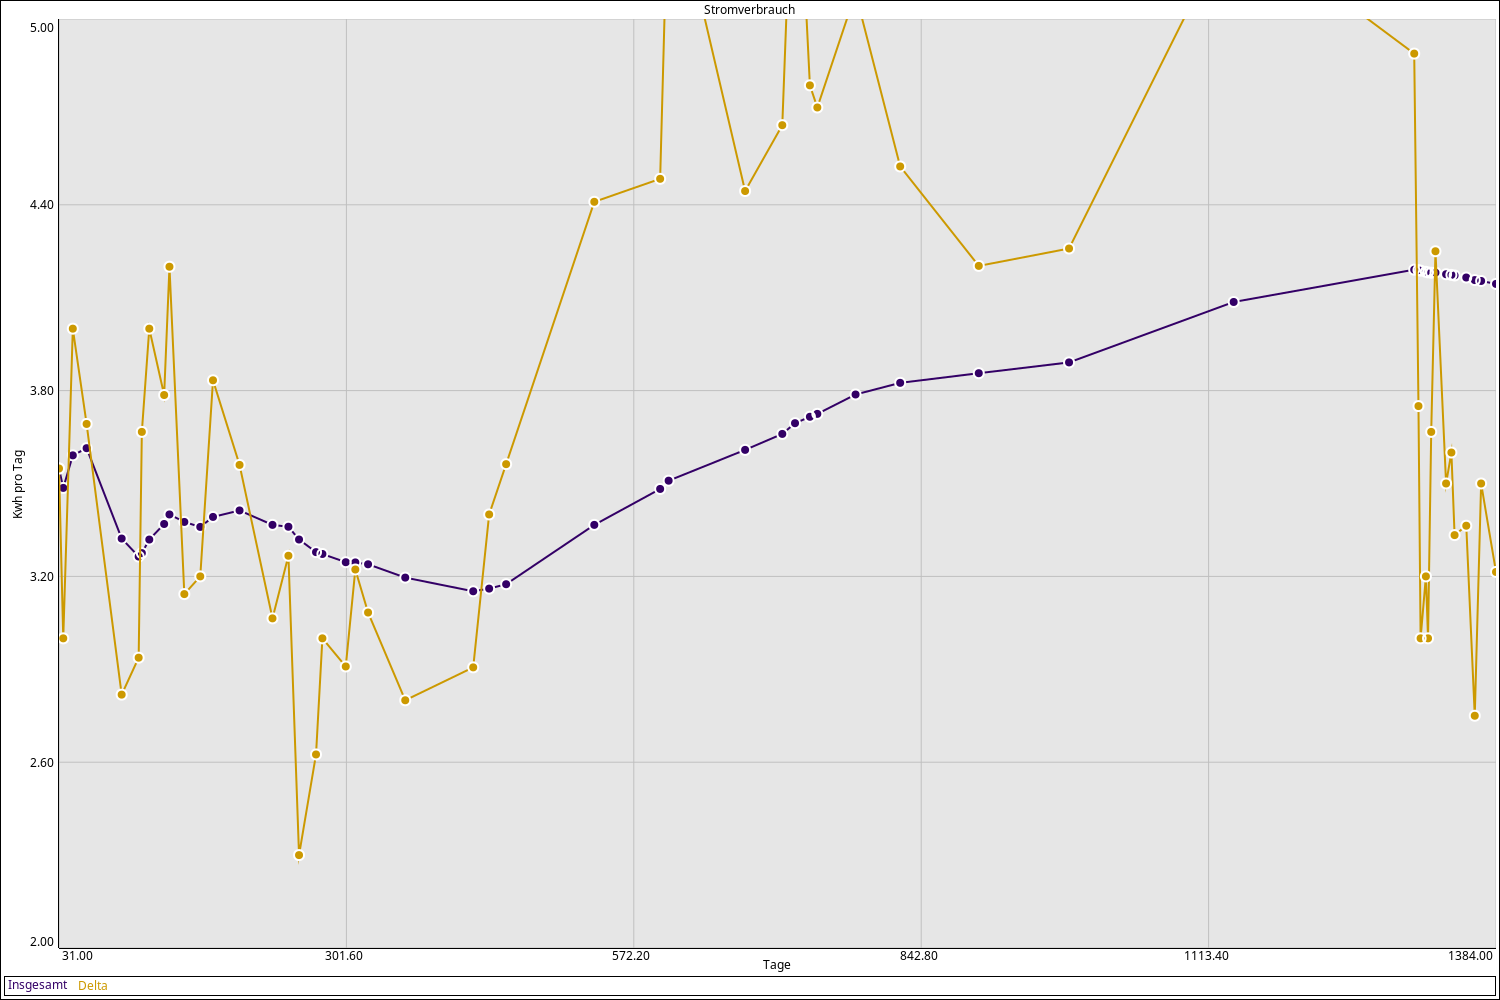 Stromverbrauch
5.00
4.40
3.80
Kwh pro Tag
3.20
2.60
2.00
31.00 301.60 572.20 842.80 1113.40 1384.00
Tage
Insgesamt Delta